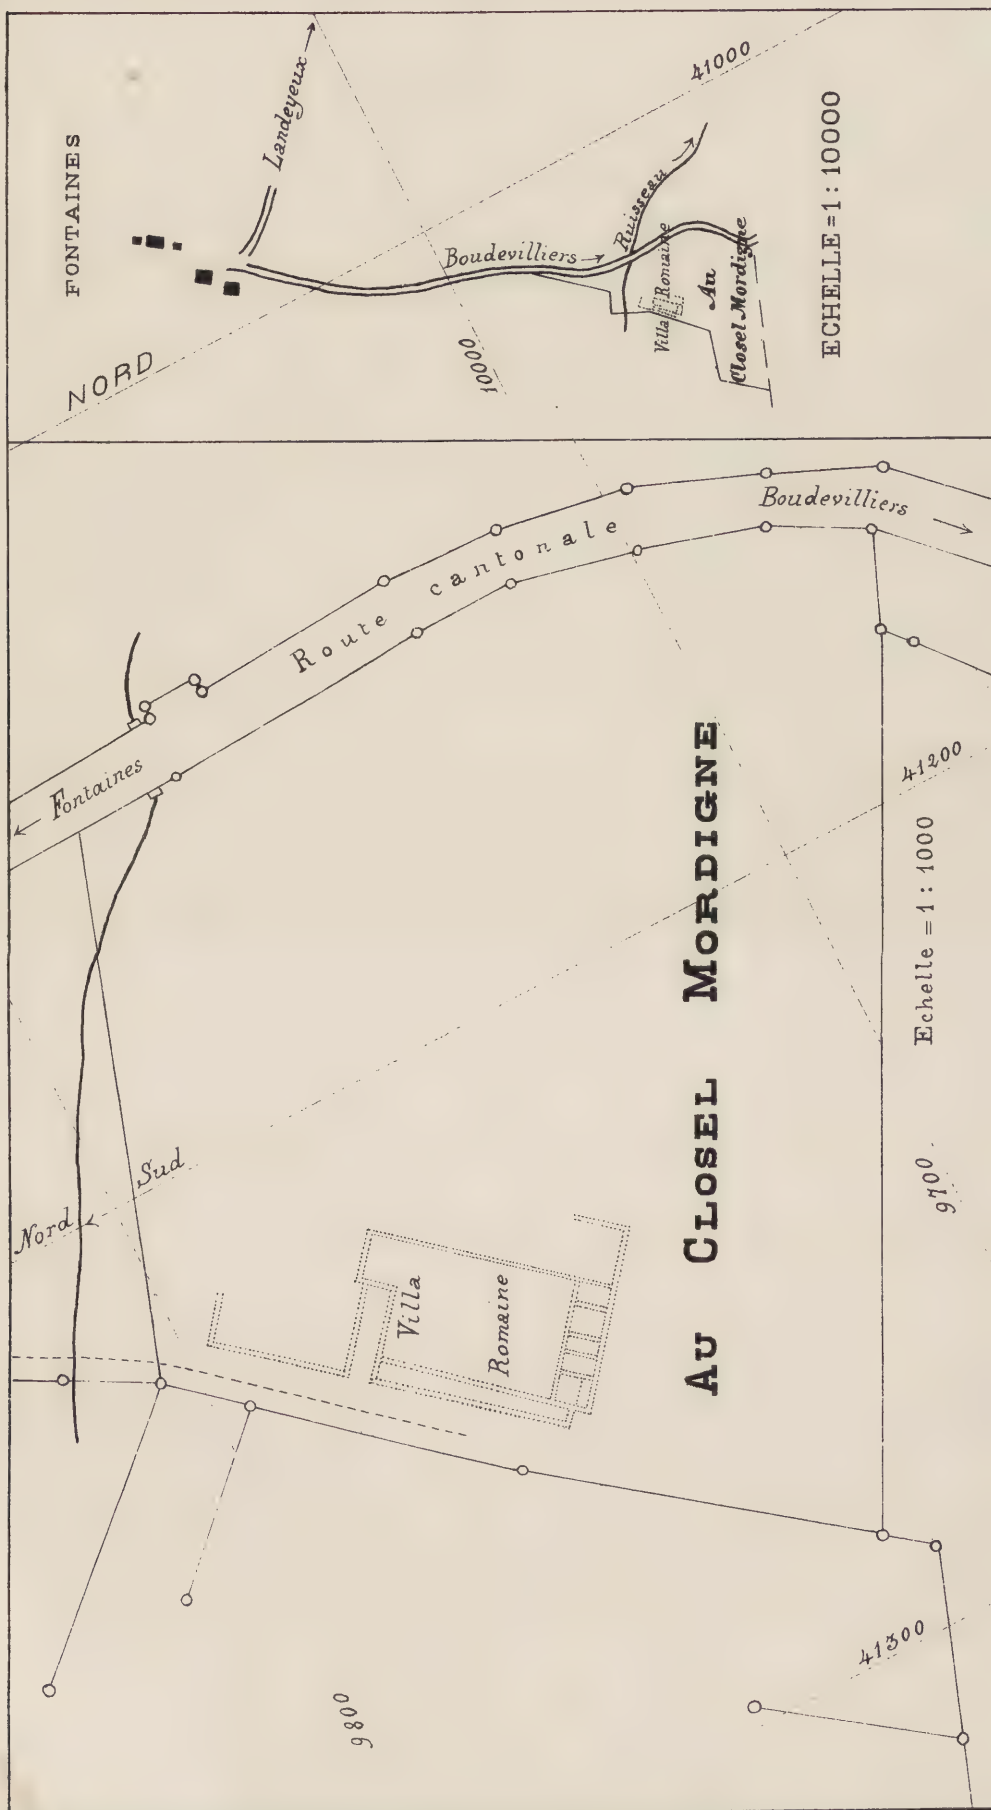 FONTAINES
Landeyeux
41000
NORD
Boudevilliers
Ruisseau
10000
Villa Romaine
Au
Closel Mordigne
ECHELLE = 1 : 10000
Boudevilliers
Route cantonale
Fontaines
41200
Nord
Sud
Villa
Romaine
AU CLOSEL MORDIGNE
Echelle = 1 : 1000
9700
41300
9800